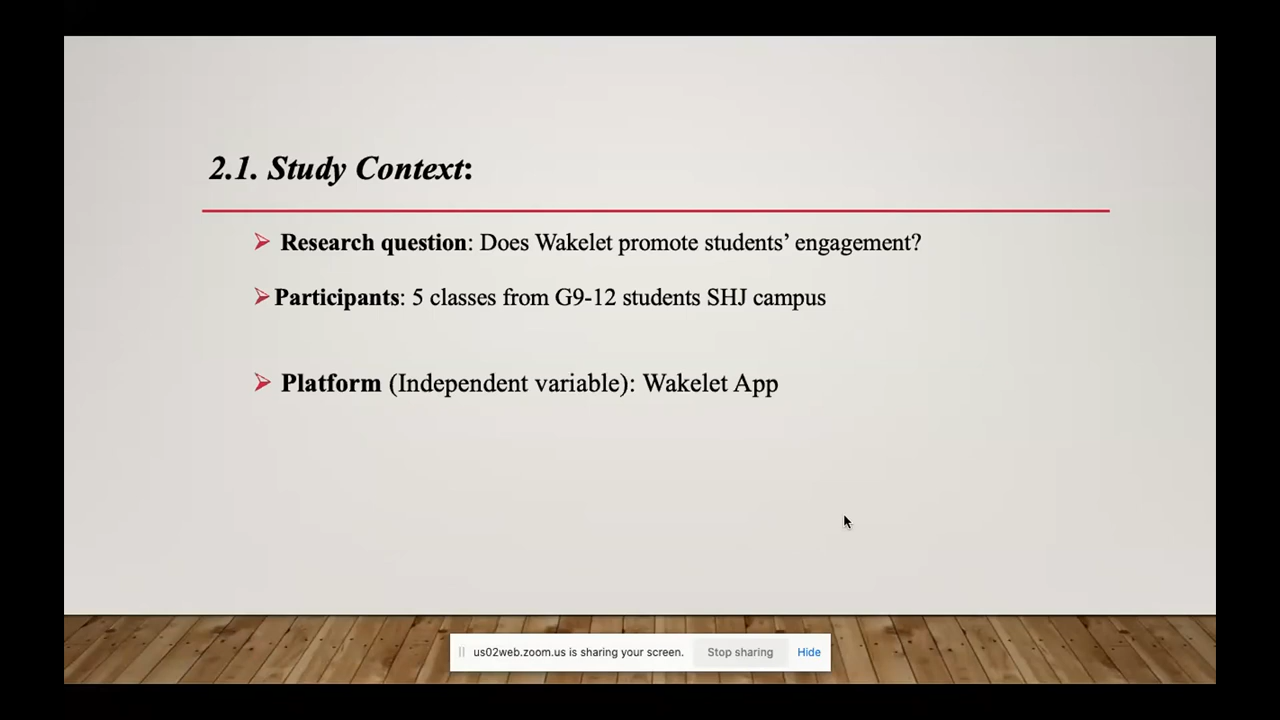 2.1. Study Context:
➢ Research question: Does Wakelet promote students’ engagement?
➢ Participants: 5 classes from G9-12 students SHJ campus
➢ Platform (Independent variable): Wakelet App
us02web.zoom.us is sharing your screen. Stop sharing Hide